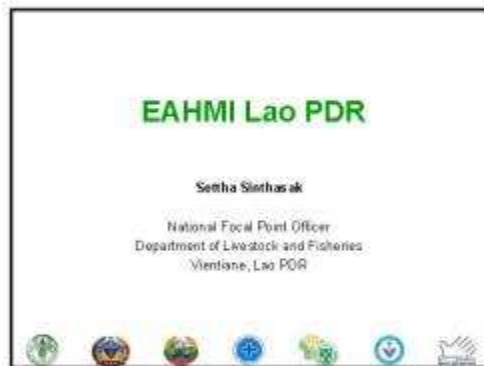 EAHMI Lao PDR
Settha Sinthasak
National Focal Point Officer
Department of Livestock and Fisheries
Vientiane, Lao PDR